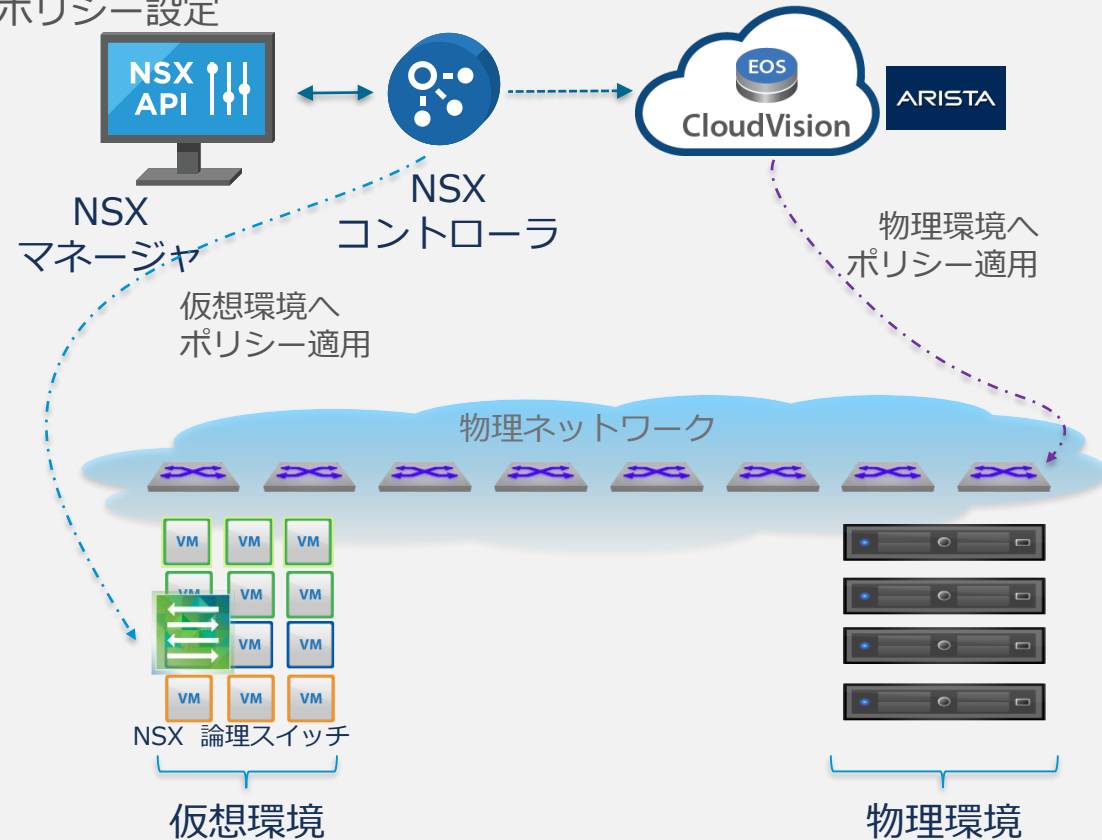 ポリシー設定
NSX
API
EOS
CloudVision
ARISTA
NSX
マネージャ
NSX
コントローラ
物理環境へ
ポリシー適用
仮想環境へ
ポリシー適用
物理ネットワーク
VM VM VM
VM VM VM
VM VM
VM VM VM
NSX 論理スイッチ
仮想環境
物理環境